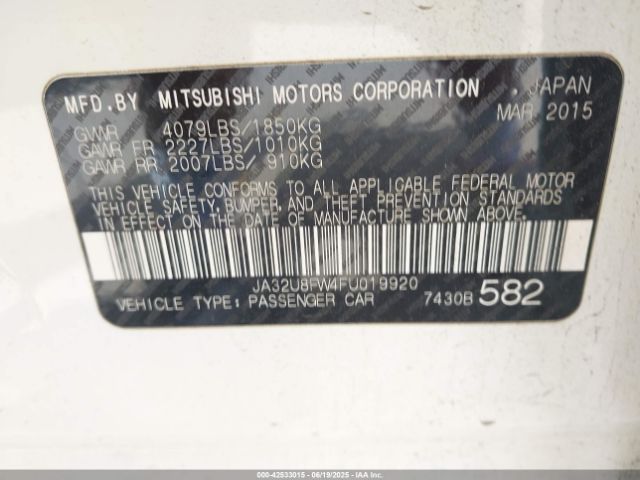 MFD.BY MITSUBISHI MOTORS CORPORATION , JAPAN
MAR 2015
GVWR 4079LBS/1850KG
GAWR FR 2227LBS/1010KG
GAWR RR 2007LBS/ 910KG
THIS VEHICLE CONFORMS TO ALL APPLICABLE FEDERAL MOTOR
VEHICLE SAFETY, BUMPER, AND THEFT PREVENTION STANDARDS
IN EFFECT ON THE DATE OF MANUFACTURE SHOWN ABOVE.
JA32U8FW4FU019920
VEHICLE TYPE: PASSENGER CAR 7430B 582
000-42533015 - 06/19/2025 - IAAI.CA